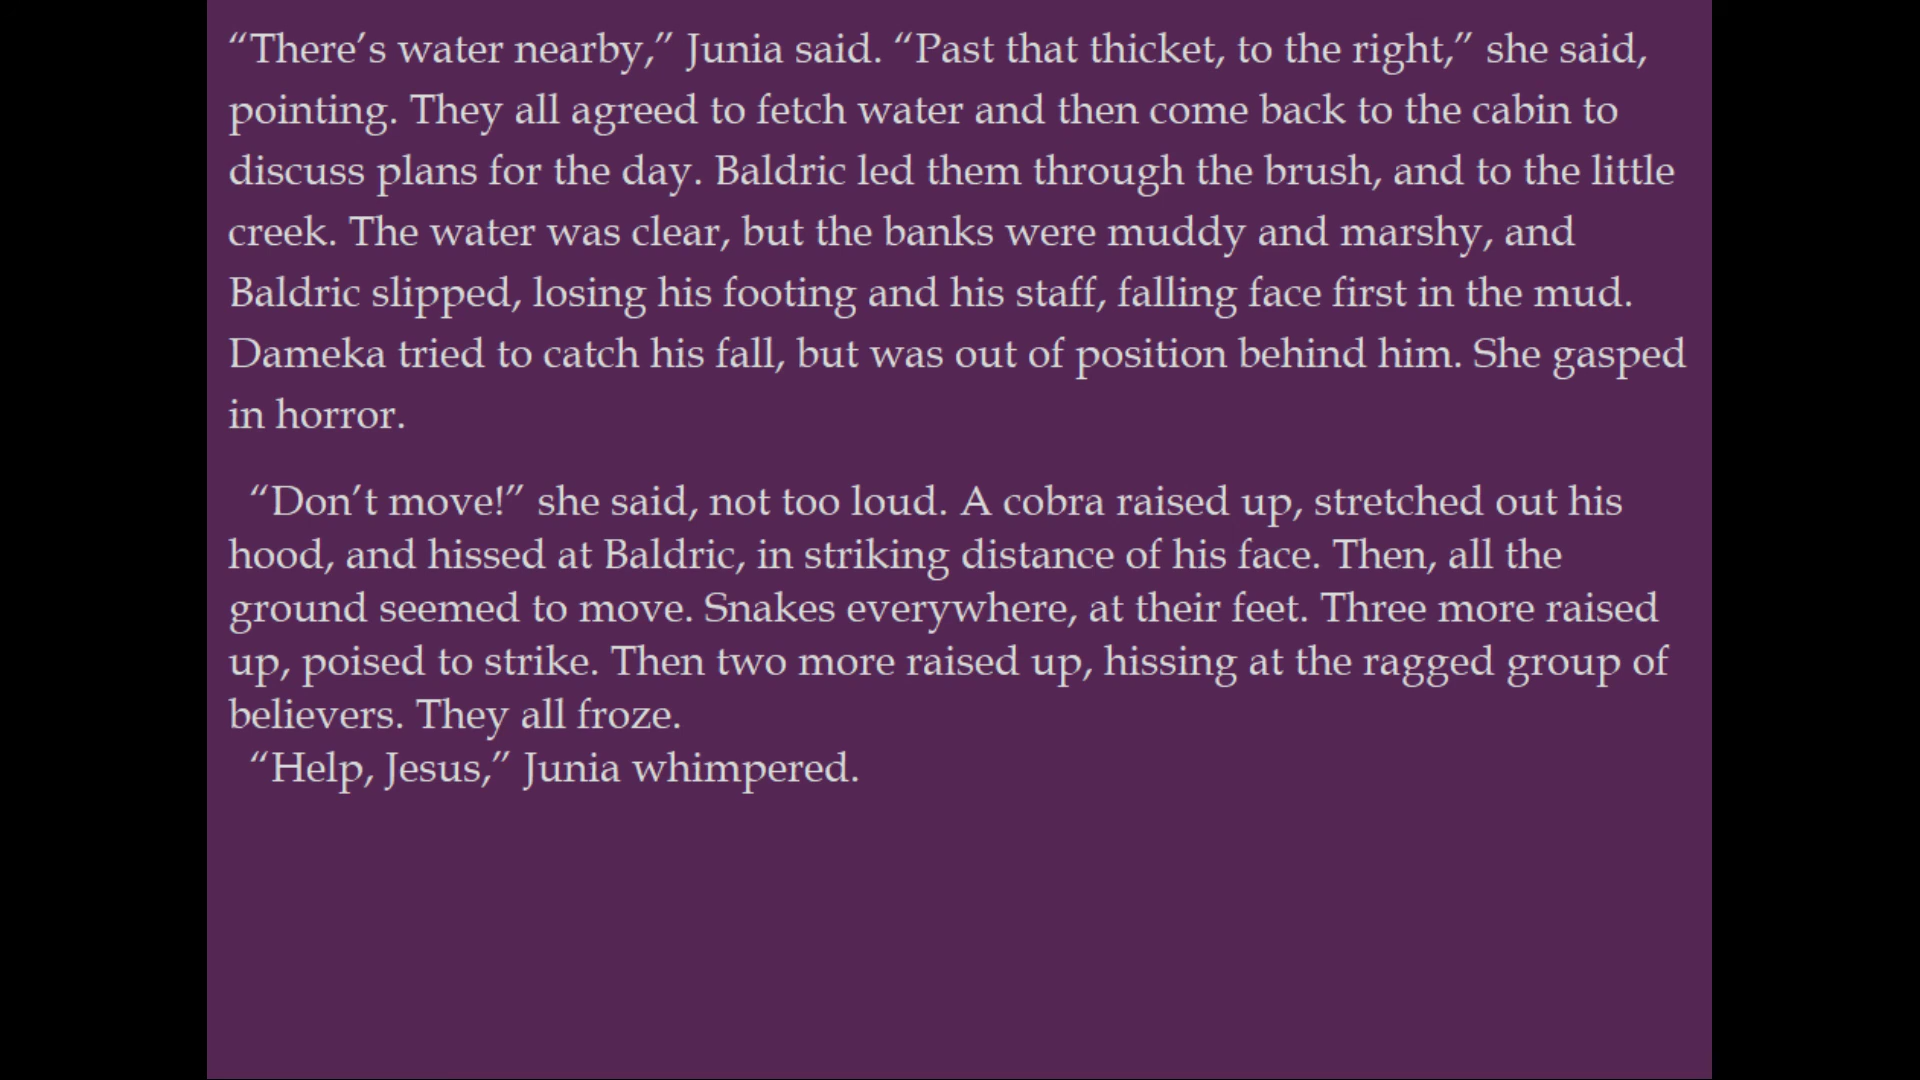 “There’s water nearby,” Junia said. “Past that thicket, to the right,” she said,
pointing. They all agreed to fetch water and then come back to the cabin to
discuss plans for the day. Baldric led them through the brush, and to the little
creek. The water was clear, but the banks were muddy and marshy, and
Baldric slipped, losing his footing and his staff, falling face first in the mud.
Dameka tried to catch his fall, but was out of position behind him. She gasped
in horror.
“Don’t move!” she said, not too loud. A cobra raised up, stretched out his
hood, and hissed at Baldric, in striking distance of his face. Then, all the
ground seemed to move. Snakes everywhere, at their feet. Three more raised
up, poised to strike. Then two more raised up, hissing at the ragged group of
believers. They all froze.
“Help, Jesus,” Junia whimpered.